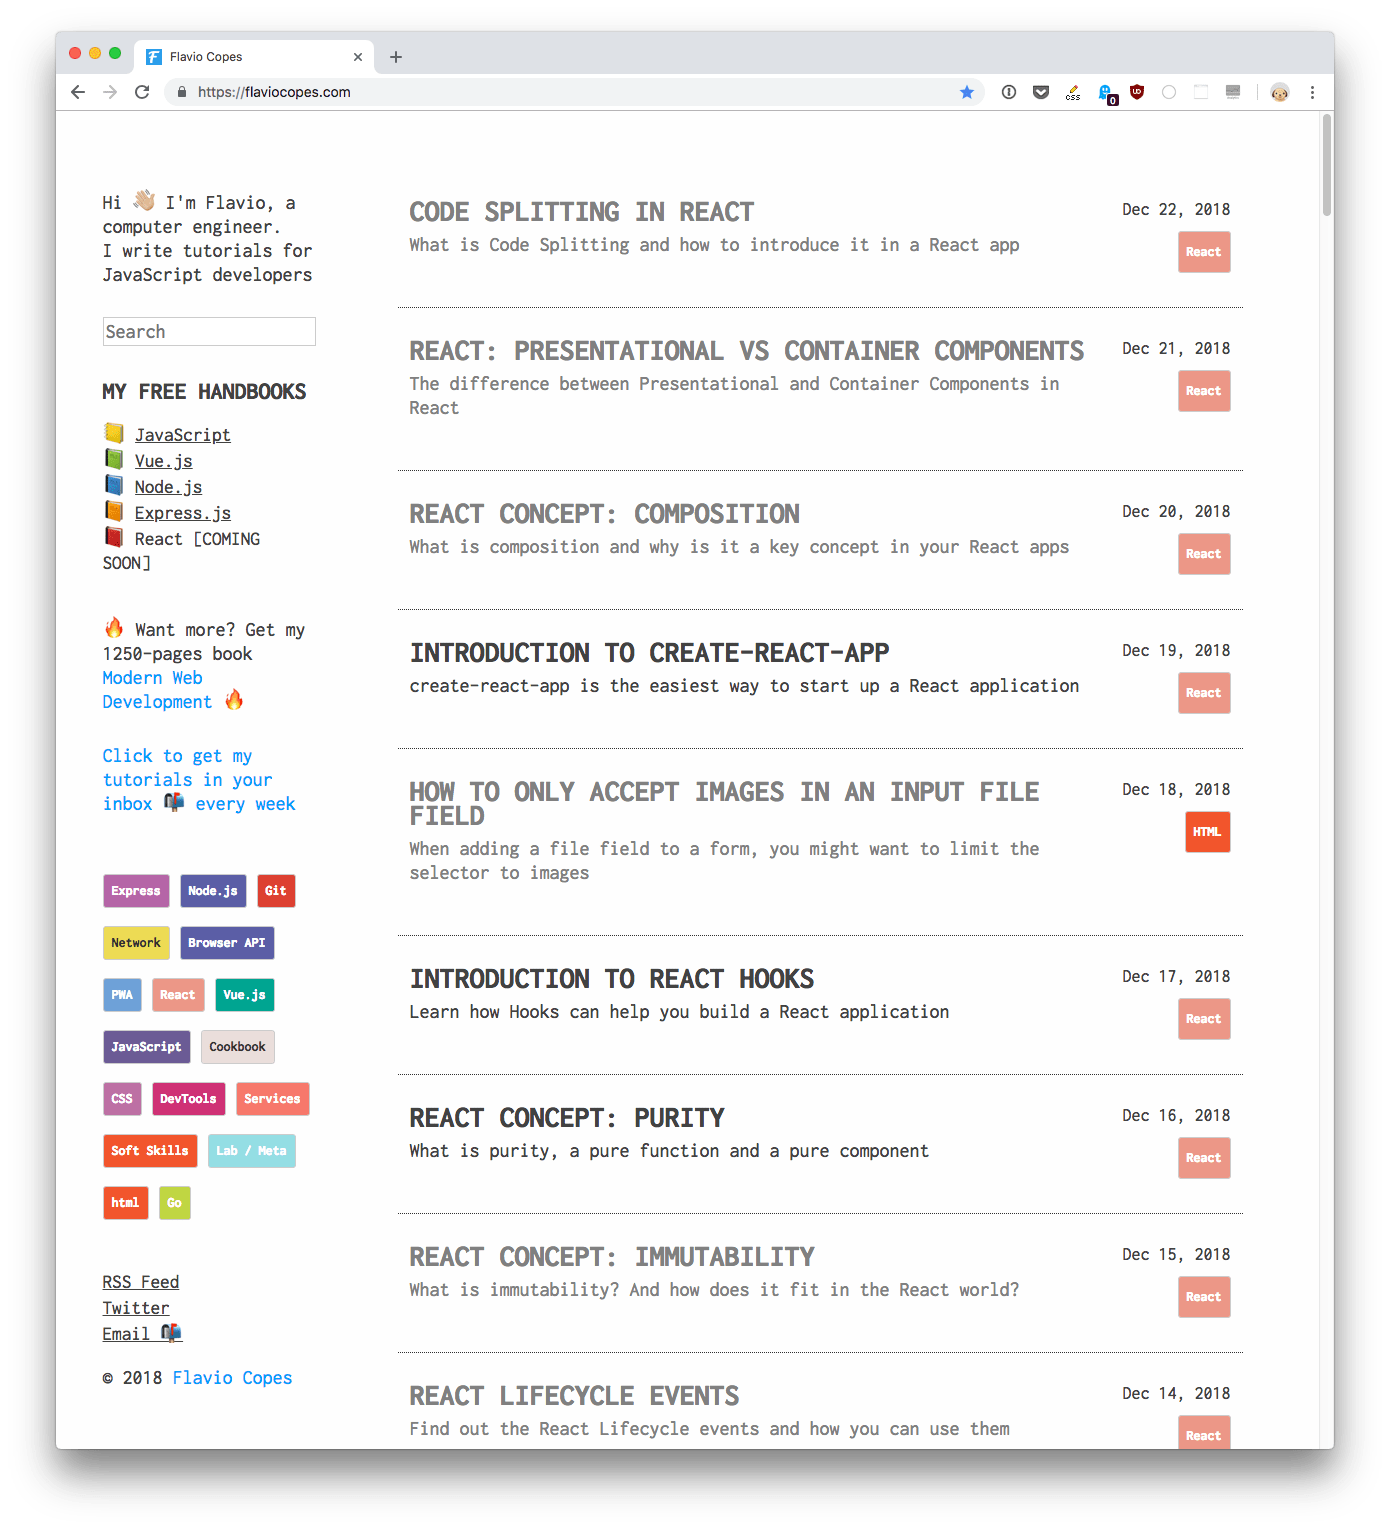 Flavio Copes
https://flaviocopes.com
css
0
Hi 👋🏼 I'm Flavio, a
computer engineer.
I write tutorials for
JavaScript developers
Search
MY FREE HANDBOOKS
📒 JavaScript
📗 Vue.js
📘 Node.js
📙 Express.js
📕 React [COMING
SOON]
🔥 Want more? Get my
1250-pages book
Modern Web
Development 🔥
Click to get my
tutorials in your
inbox 📬 every week
Express Node.js Git
Network Browser API
PWA React Vue.js
JavaScript Cookbook
CSS DevTools Services
Soft Skills Lab / Meta
html Go
RSS Feed
Twitter
Email 📬
© 2018 Flavio Copes
CODE SPLITTING IN REACT
Dec 22, 2018
What is Code Splitting and how to introduce it in a React app
React
REACT: PRESENTATIONAL VS CONTAINER COMPONENTS
Dec 21, 2018
The difference between Presentational and Container Components in
React
React
REACT CONCEPT: COMPOSITION
Dec 20, 2018
What is composition and why is it a key concept in your React apps
React
INTRODUCTION TO CREATE-REACT-APP
Dec 19, 2018
create-react-app is the easiest way to start up a React application
React
HOW TO ONLY ACCEPT IMAGES IN AN INPUT FILE
FIELD
Dec 18, 2018
When adding a file field to a form, you might want to limit the
selector to images
HTML
INTRODUCTION TO REACT HOOKS
Dec 17, 2018
Learn how Hooks can help you build a React application
React
REACT CONCEPT: PURITY
Dec 16, 2018
What is purity, a pure function and a pure component
React
REACT CONCEPT: IMMUTABILITY
Dec 15, 2018
What is immutability? And how does it fit in the React world?
React
REACT LIFECYCLE EVENTS
Dec 14, 2018
Find out the React Lifecycle events and how you can use them
React